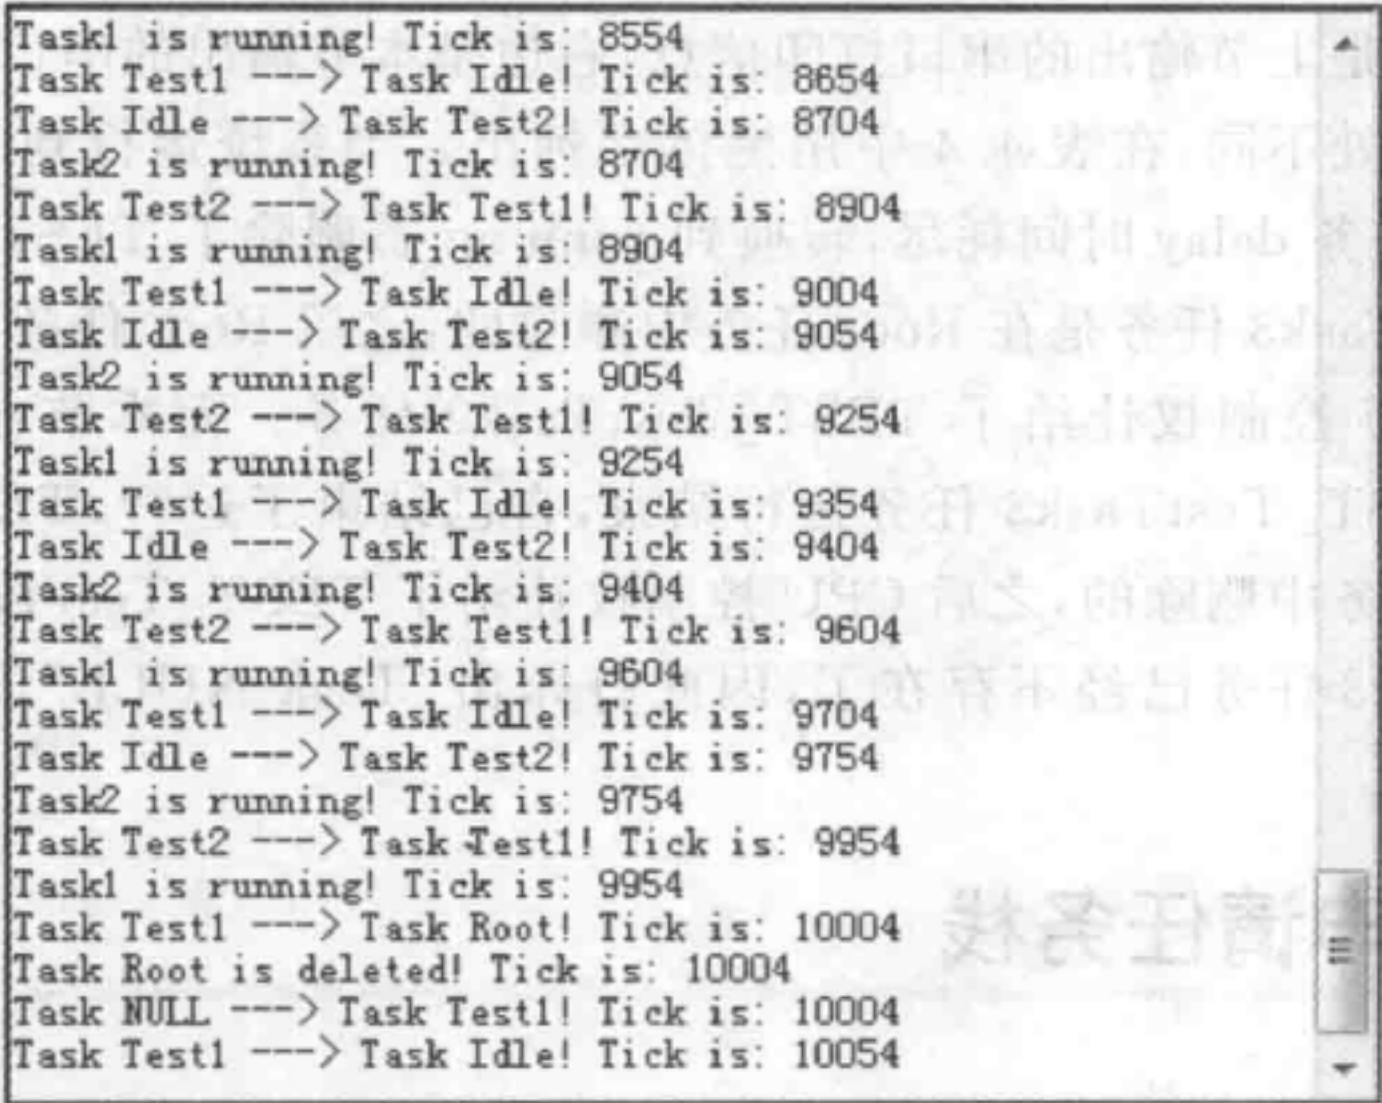 Task1 is running! Tick is: 8554
Task Test1 ---> Task Idle! Tick is: 8654
Task Idle ---> Task Test2! Tick is: 8704
Task2 is running! Tick is: 8704
Task Test2 ---> Task Test1! Tick is: 8904
Task1 is running! Tick is: 8904
Task Test1 ---> Task Idle! Tick is: 9004
Task Idle ---> Task Test2! Tick is: 9054
Task2 is running! Tick is: 9054
Task Test2 ---> Task Test1! Tick is: 9254
Task1 is running! Tick is: 9254
Task Test1 ---> Task Idle! Tick is: 9354
Task Idle ---> Task Test2! Tick is: 9404
Task2 is running! Tick is: 9404
Task Test2 ---> Task Test1! Tick is: 9604
Task1 is running! Tick is: 9604
Task Test1 ---> Task Idle! Tick is: 9704
Task Idle ---> Task Test2! Tick is: 9754
Task2 is running! Tick is: 9754
Task Test2 ---> Task Test1! Tick is: 9954
Task1 is running! Tick is: 9954
Task Test1 ---> Task Root! Tick is: 10004
Task Root is deleted! Tick is: 10004
Task NULL ---> Task Test1! Tick is: 10004
Task Test1 ---> Task Idle! Tick is: 10054